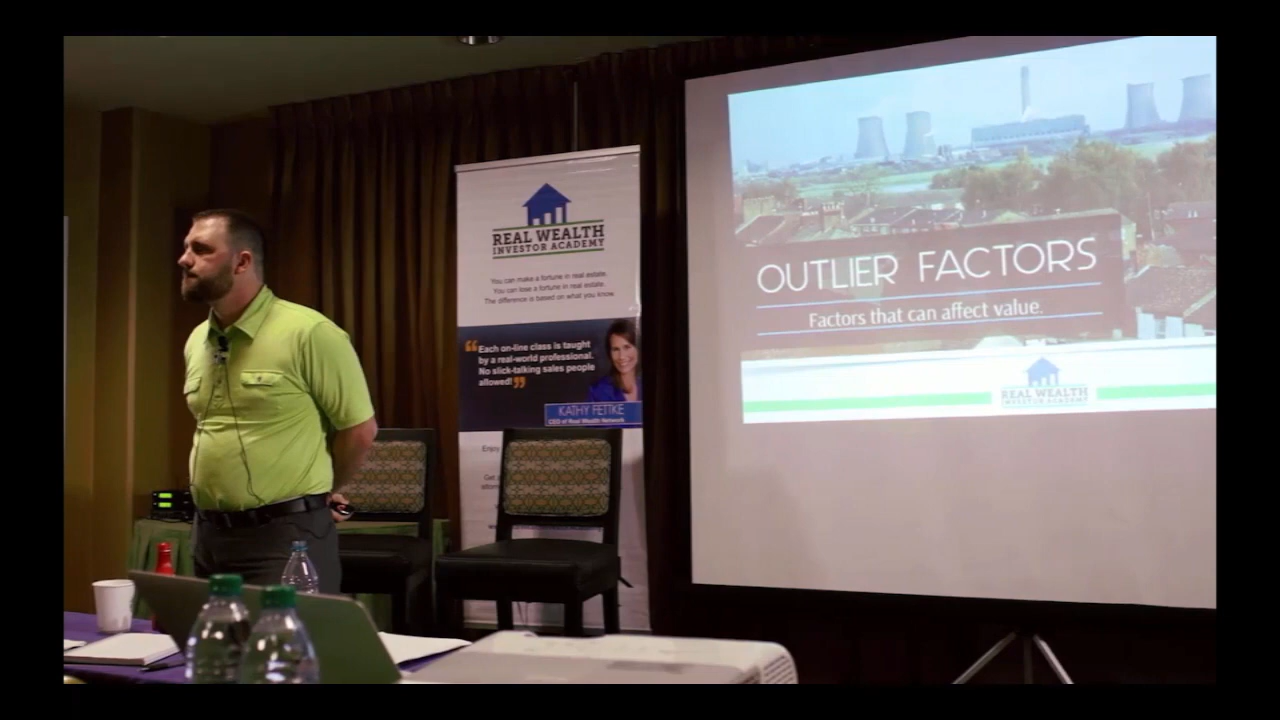 REAL WEALTH
INVESTOR ACADEMY
You can make a fortune in real estate.
You can lose a fortune in real estate.
The difference is based on what you know.
“Each on-line class is taught
by a real-world professional.
No slick-talking sales people
allowed!”
KATHY FETTKE
CEO of Real Wealth Network
Enjoy
Get
OUTLIER FACTORS
Factors that can affect value.
REAL WEALTH
INVESTOR ACADEMY